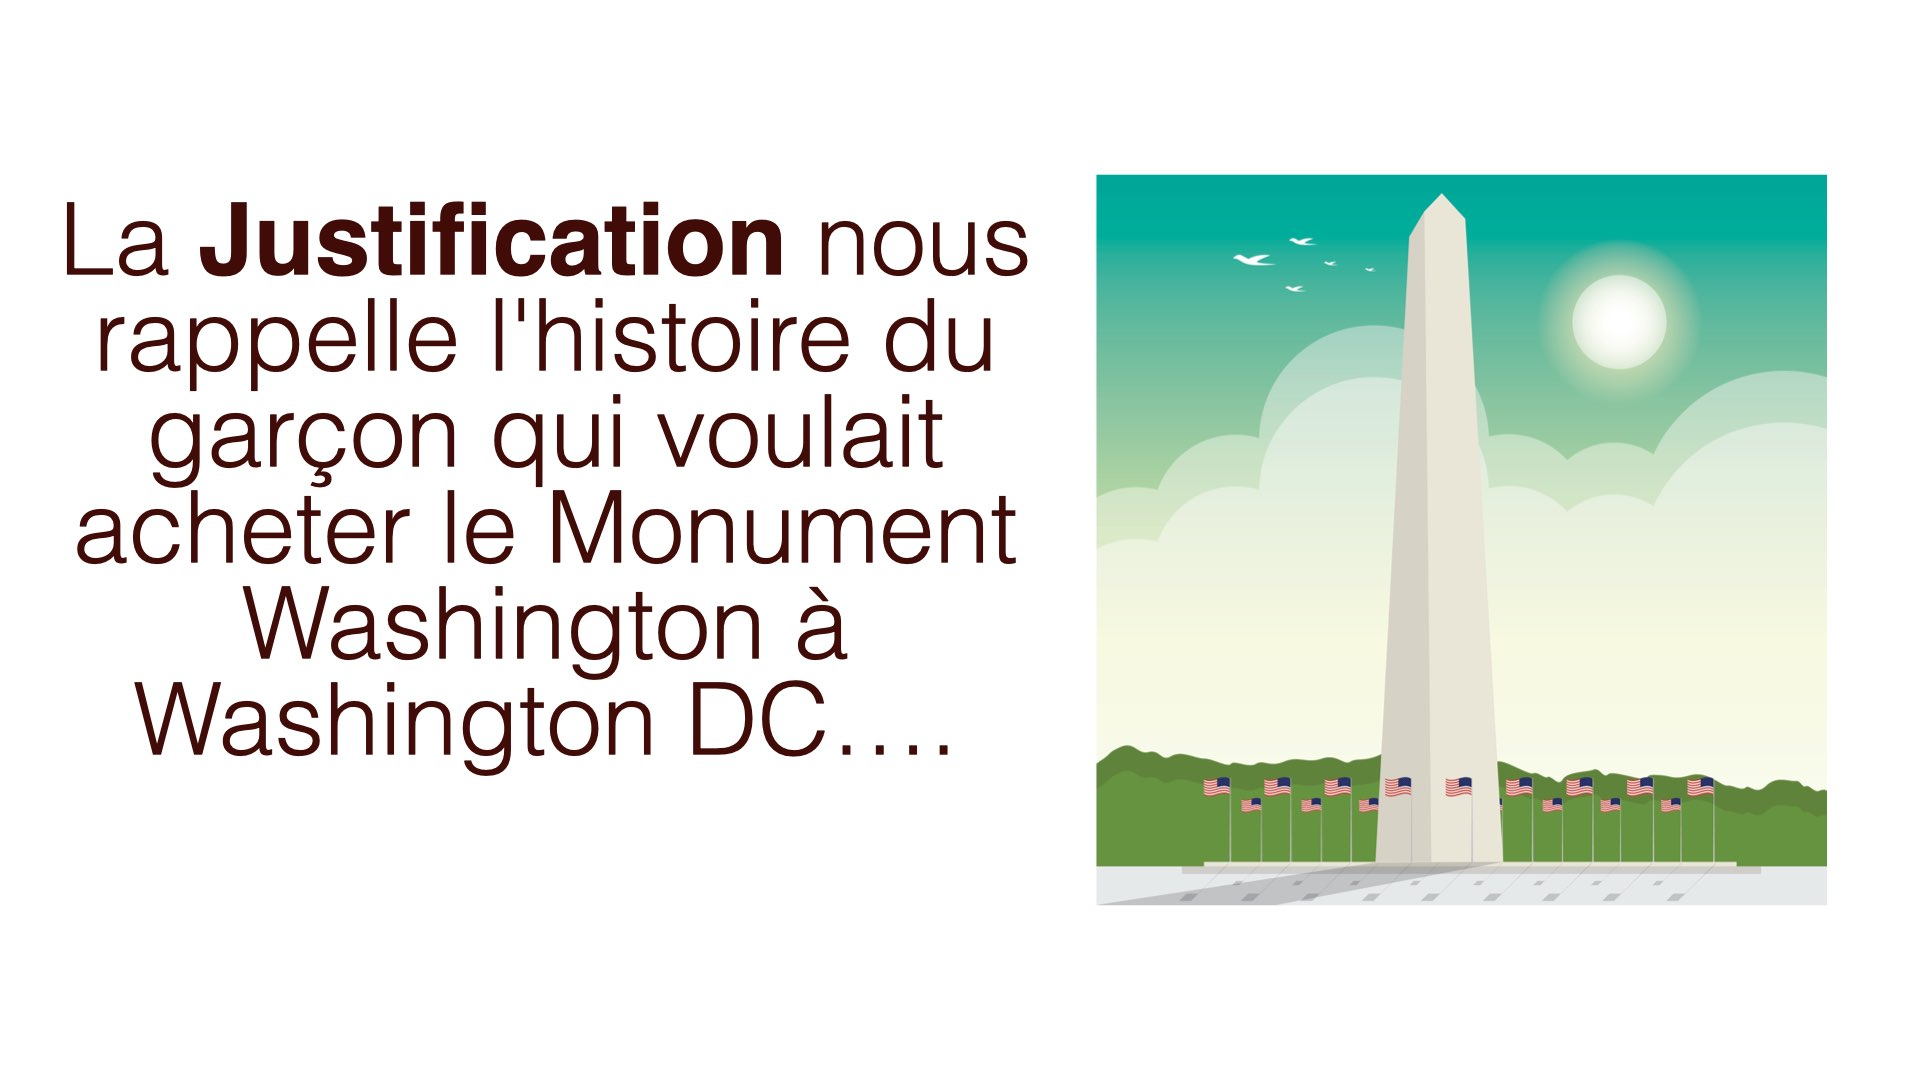 La Justification nous
rappelle l'histoire du
garçon qui voulait
acheter le Monument
Washington à
Washington DC….